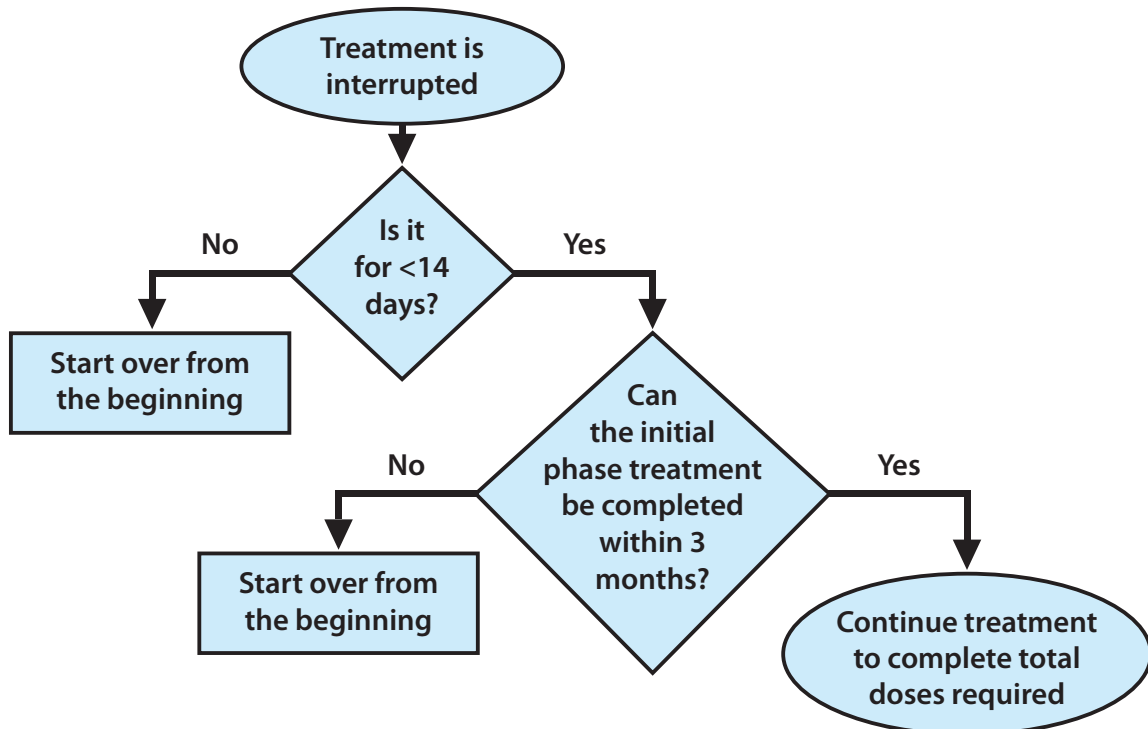 Treatment is
interrupted
Is it
for <14
days?
No
Yes
Start over from
the beginning
Can
the initial
phase treatment
be completed
within 3
months?
No
Yes
Start over from
the beginning
Continue treatment
to complete total
doses required